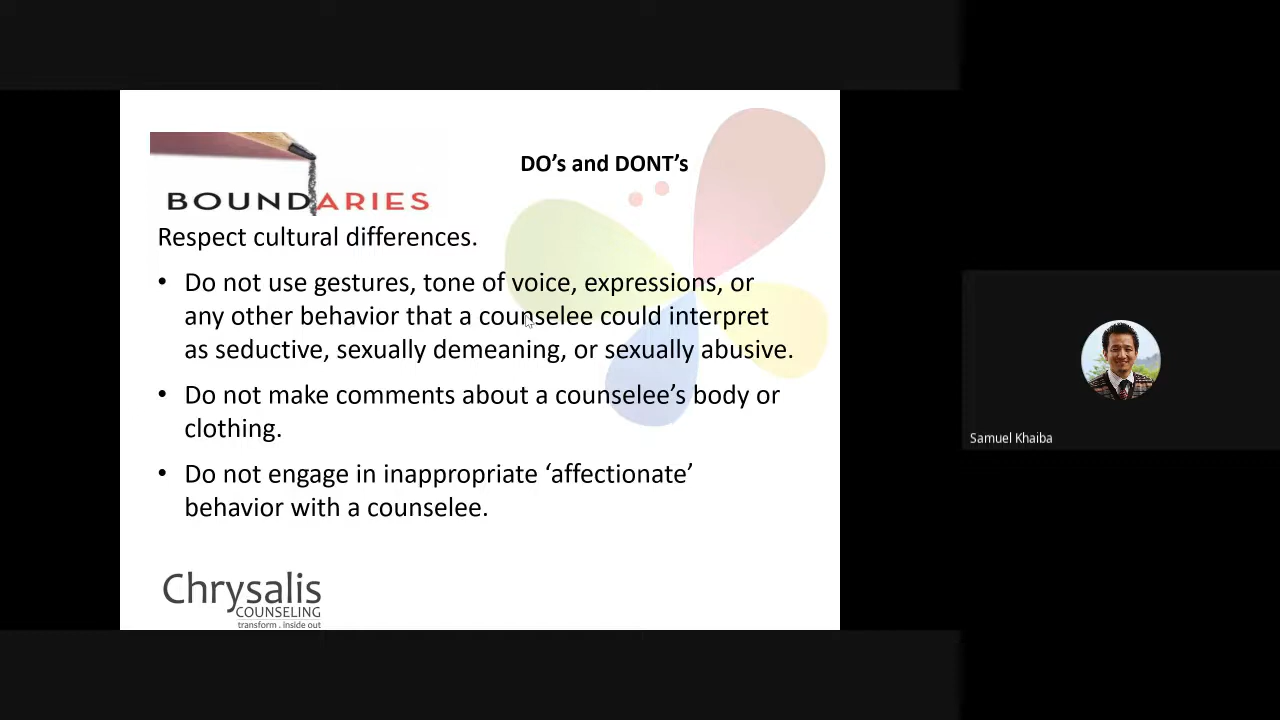 DO’s and DONT’s
BOUNDARIES
Respect cultural differences.
• Do not use gestures, tone of voice, expressions, or
any other behavior that a counselee could interpret
as seductive, sexually demeaning, or sexually abusive.
• Do not make comments about a counselee’s body or
clothing.
• Do not engage in inappropriate ‘affectionate’
behavior with a counselee.
Chrysalis
COUNSELING
transform . inside out
Samuel Khaiba